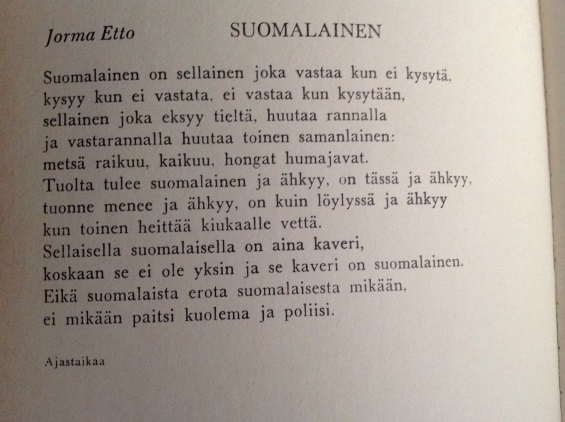 Jorma Etto SUOMALAINEN
Suomalainen on sellainen joka vastaa kun ei kysytä,
kysyy kun ei vastata, ei vastaa kun kysytään,
sellainen joka eksyy tieltä, huutaa rannalla
ja vastarannalla huutaa toinen samanlainen:
metsä raikuu, kaikuu, hongat humajavat.
Tuolta tulee suomalainen ja ähkyy, on tässä ja ähkyy,
tuonne menee ja ähkyy, on kuin löylyssä ja ähkyy
kun toinen heittää kiukaalle vettä.
Sellaisella suomalaisella on aina kaveri,
koskaan se ei ole yksin ja se kaveri on suomalainen.
Eikä suomalaista erota suomalaisesta mikään,
ei mikään paitsi kuolema ja poliisi.
Ajastaikaa